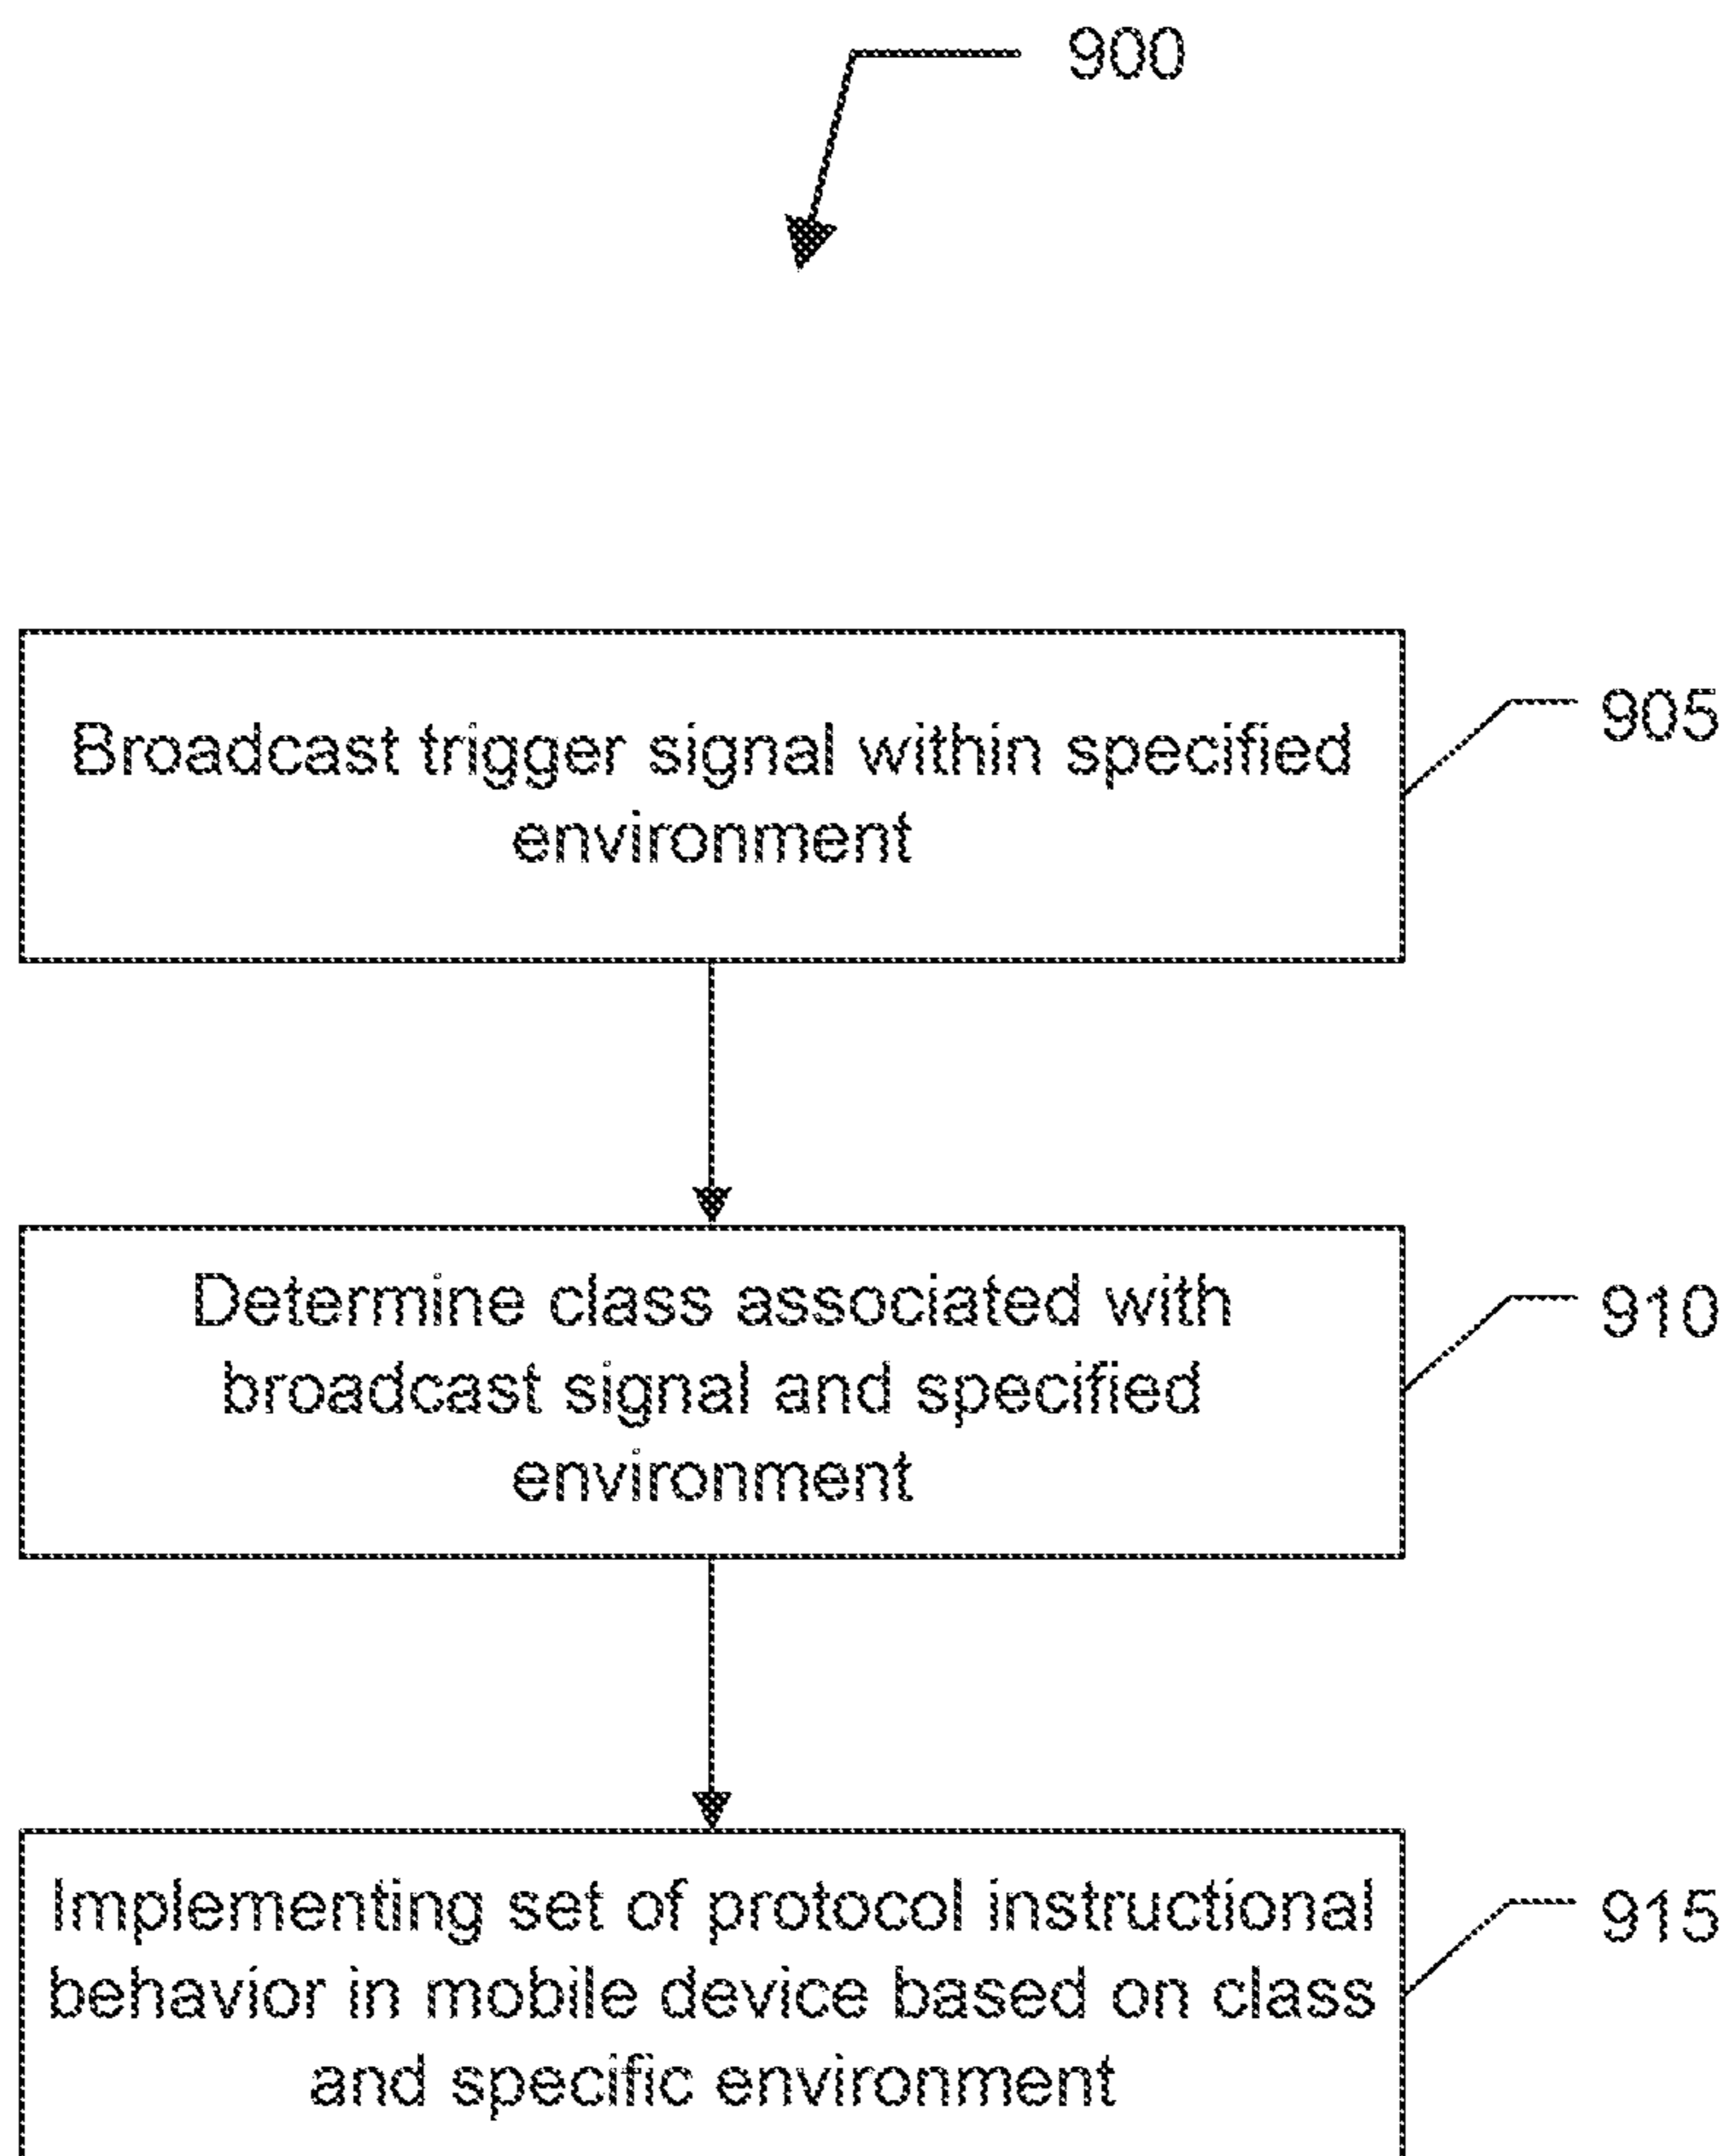 900
Broadcast trigger signal within specified
environment
905
Determine class associated with
broadcast signal and specified
environment
910
Implementing set of protocol instructional
behavior in mobile device based on class
and specific environment
915